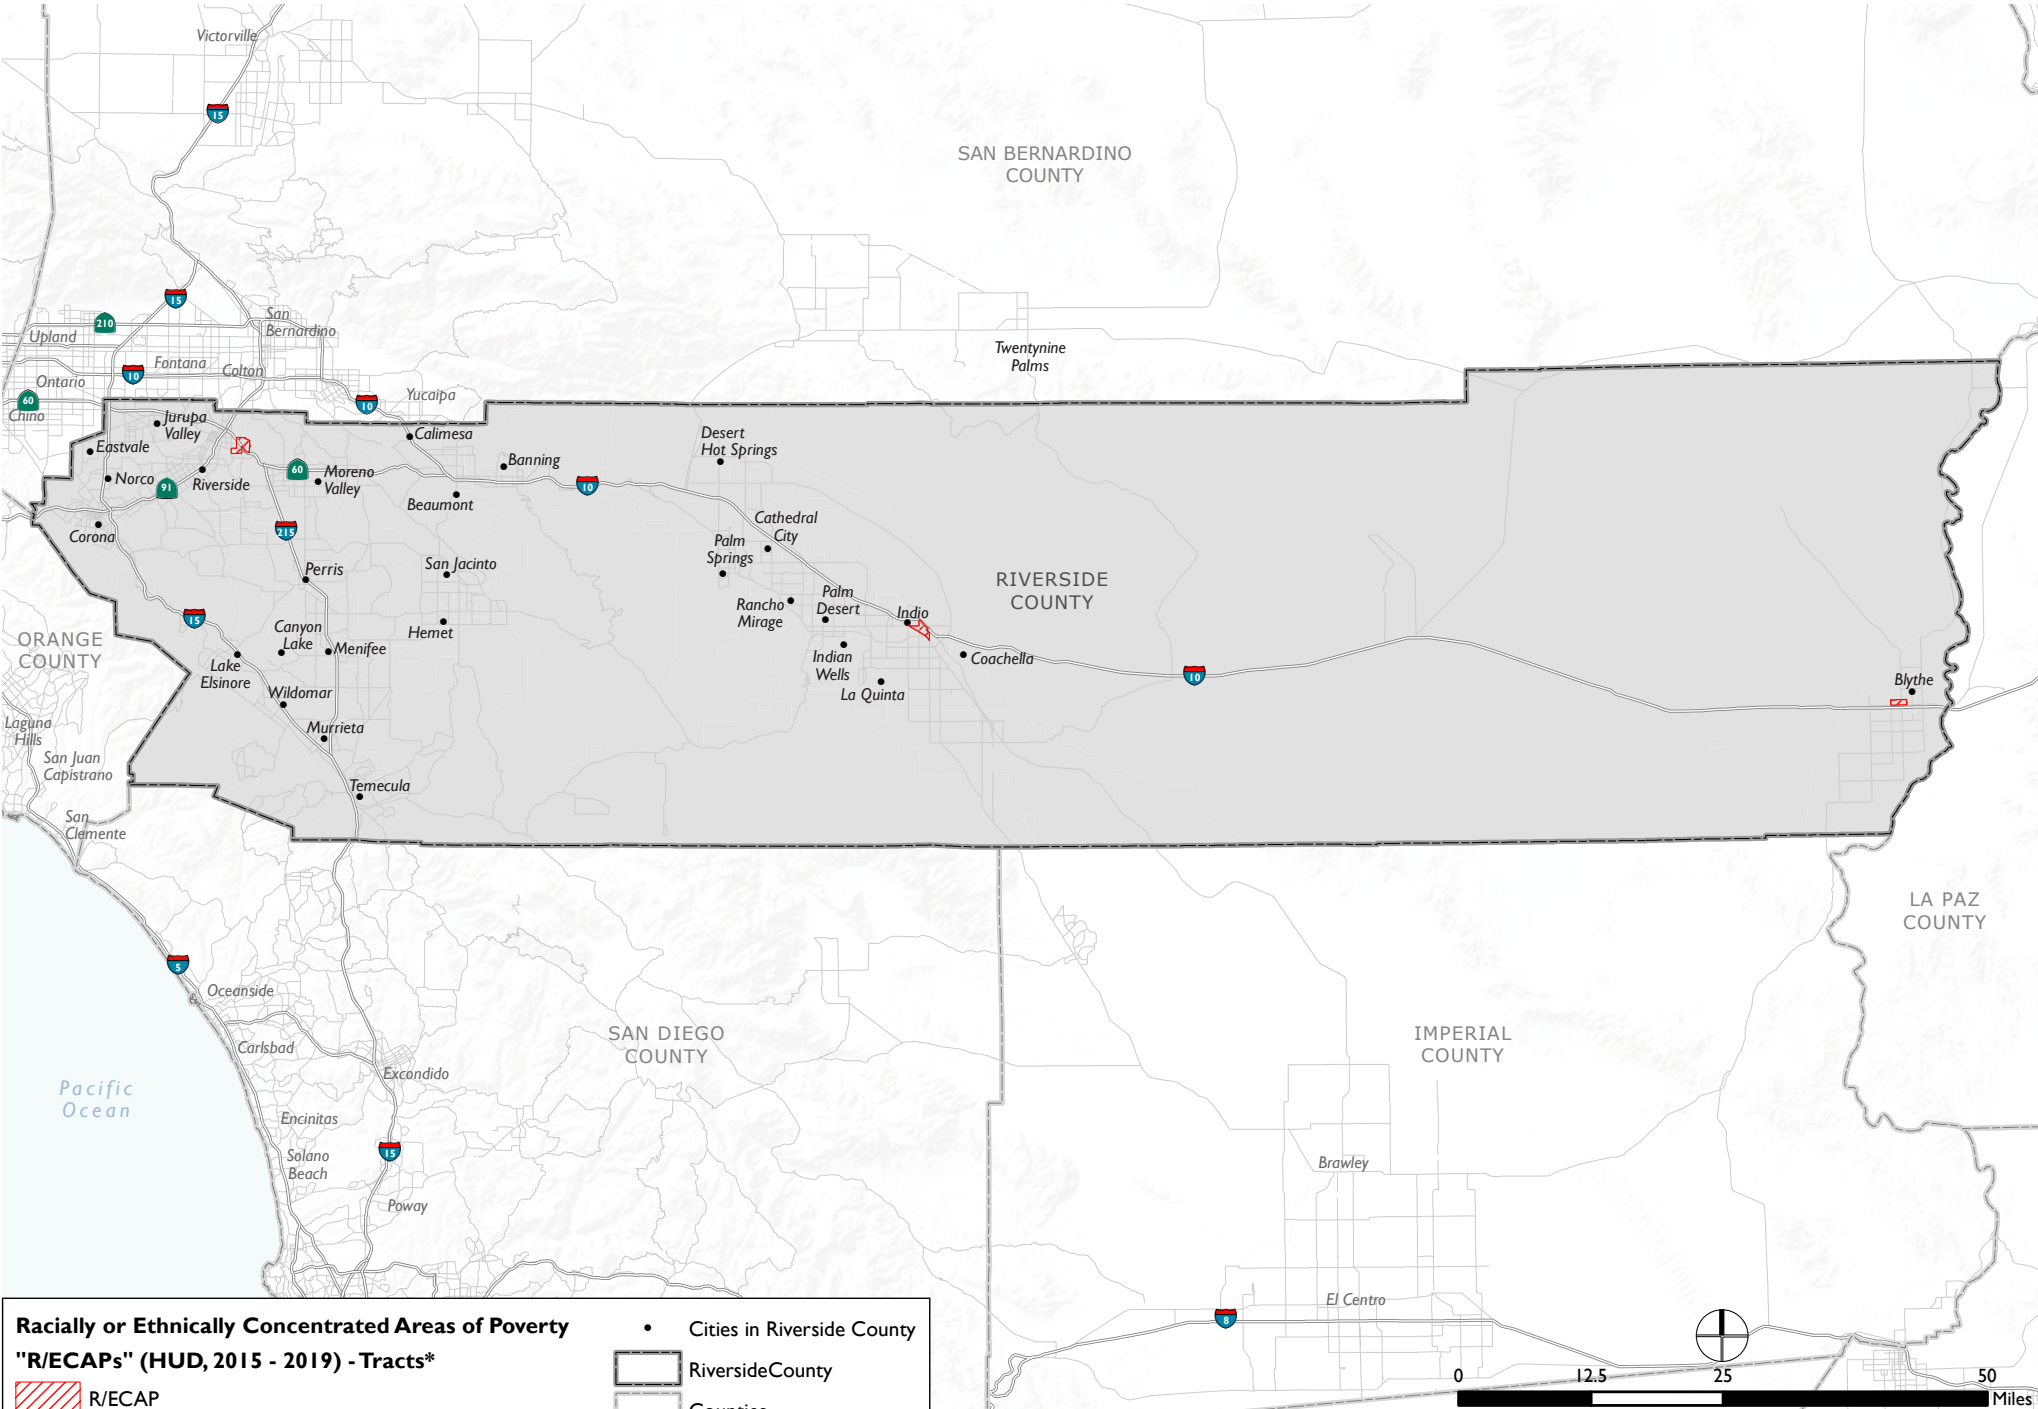 Victorville
15
SAN BERNARDINO
COUNTY
15
210
San
Bernardino
Upland
Fontana
Colton
10
Ontario
60
Chino
10
Yucaipa
Twentynine
Palms
Jurupa
Valley
Eastvale
Norco
91
Riverside
60
Moreno
Valley
Calimesa
Banning
Beaumont
10
Desert
Hot Springs
Corona
215
Cathedral
City
Palm
Springs
Perris
San Jacinto
RIVERSIDE
COUNTY
15
Rancho
Mirage
Palm
Desert
Indio
ORANGE
COUNTY
Canyon
Lake
Hemet
Menifee
Lake
Elsinore
Indian
Wells
Coachella
10
La Quinta
Blythe
Wildomar
Murrieta
Laguna
Hills
San Juan
Capistrano
Temecula
San
Clemente
LA PAZ
COUNTY
5
Oceanside
SAN DIEGO
COUNTY
IMPERIAL
COUNTY
Carlsbad
Excondido
Pacific
Ocean
Encinitas
15
Solano
Beach
Brawley
Poway
El Centro
8
Racially or Ethnically Concentrated Areas of Poverty
"R/ECAPs" (HUD, 2015 - 2019) - Tracts*
R/ECAP
Cities in Riverside County
RiversideCounty
Counties
0 12.5 25 50
Miles